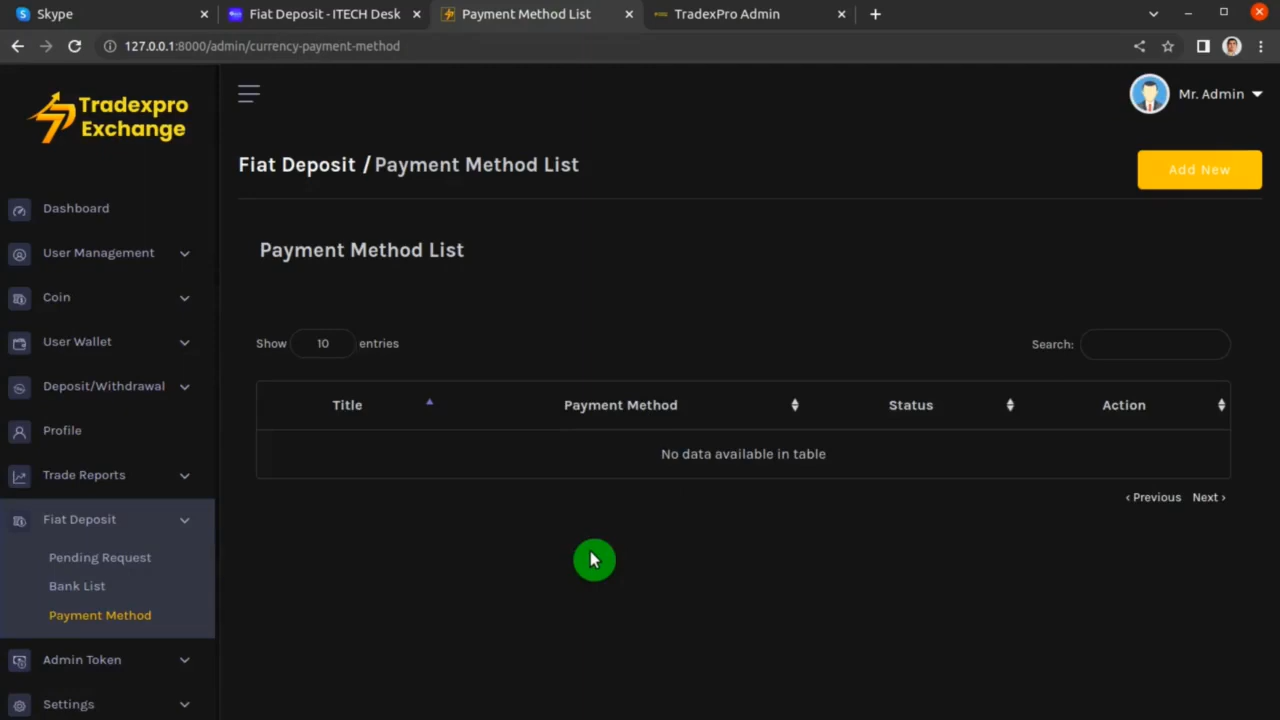 Skype
Fiat Deposit - ITECH Desk
Payment Method List
TradexPro Admin
127.0.0.1:8000/admin/currency-payment-method
Tradexpro
Exchange
Mr. Admin
Fiat Deposit / Payment Method List
Add New
Dashboard
User Management
Coin
User Wallet
Deposit/Withdrawal
Profile
Trade Reports
Fiat Deposit
Pending Request
Bank List
Payment Method
Admin Token
Settings
Payment Method List
Show 10 entries
Search:
Title Payment Method Status Action
No data available in table
‹ Previous Next ›